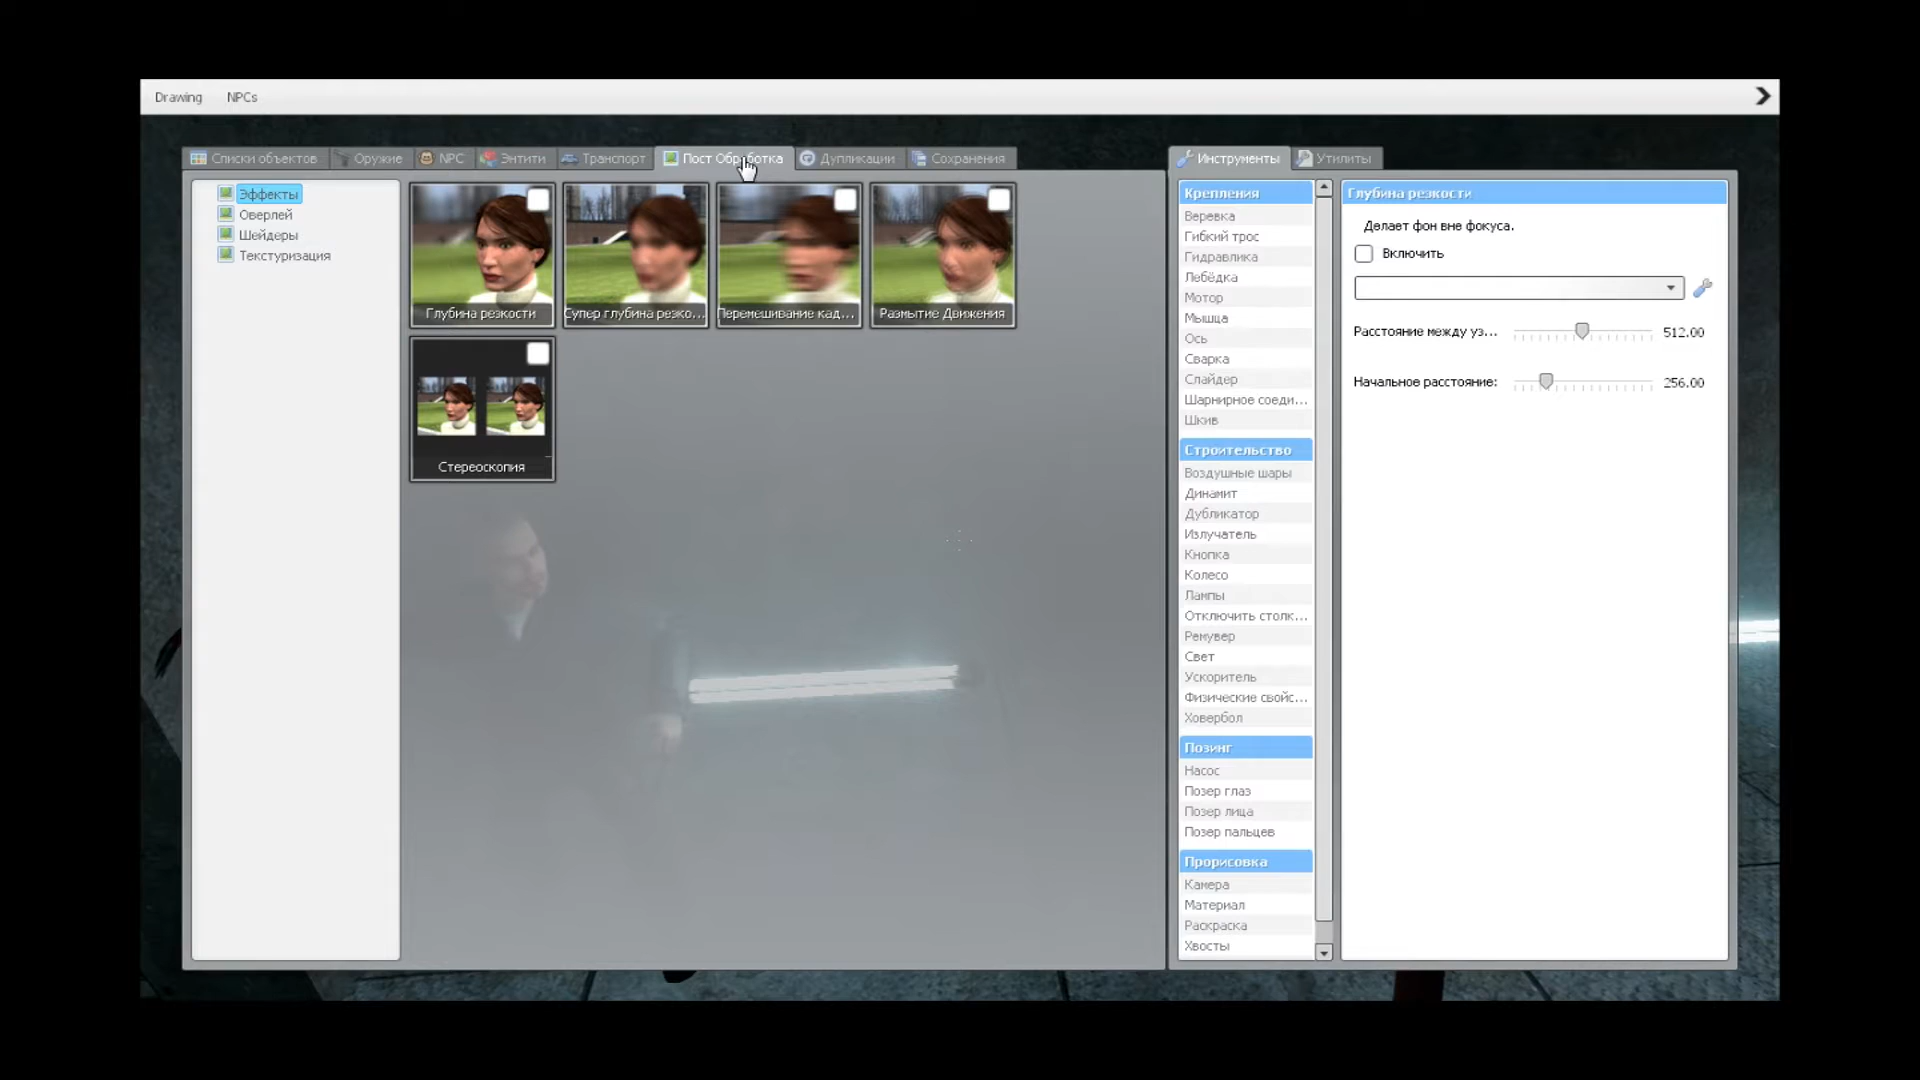 Drawing NPCs
Списки объектов Оружие NPC Энтити Транспорт Пост Обработка Дупликации Сохранения
Инструменты Утилиты
Эффекты
Оверлей
Шейдеры
Текстуризация
Глубина резкости Супер глубина резко... Перемешивание кад... Размытие Движения
Стереоскопия
Крепления
Веревка
Гибкий трос
Гидравлика
Лебёдка
Мотор
Мышца
Ось
Сварка
Слайдер
Шарнирное соеди...
Шкив
Строительство
Воздушные шары
Динамит
Дубликатор
Излучатель
Кнопка
Колесо
Лампы
Отключить столк...
Ремувер
Свет
Ускоритель
Физические свойс...
Ховербол
Позинг
Насос
Позер глаз
Позер лица
Позер пальцев
Прорисовка
Камера
Материал
Раскраска
Хвосты
Глубина резкости
Делает фон вне фокуса.
Включить
Расстояние между уз... 512.00
Начальное расстояние: 256.00